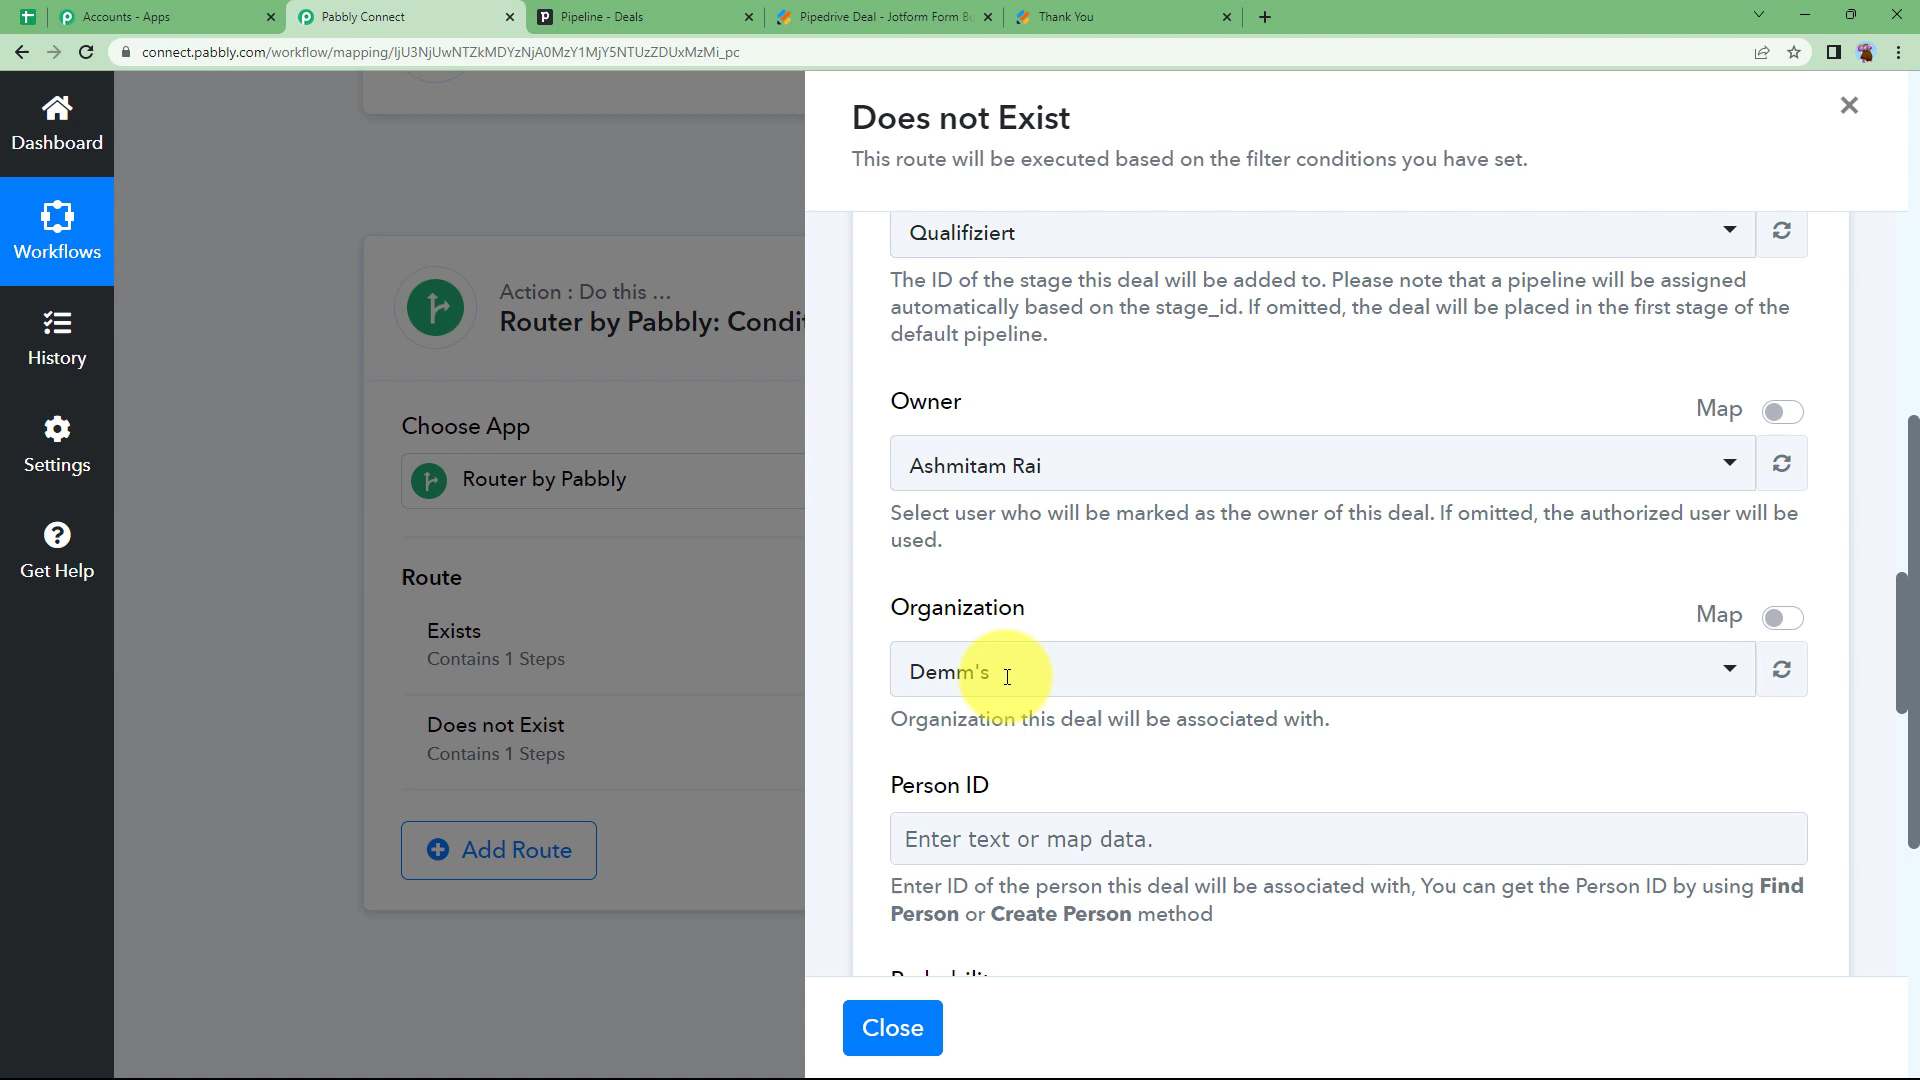 Accounts - Apps
Pabbly Connect
Pipeline - Deals
Pipedrive Deal - Jotform Form Bu
Thank You
connect.pabbly.com/workflow/mapping/IjU3NjUwNTZkMDYzNjA0MzY1MjY5NTUzZDUxMzMi_pc
Dashboard
Workflows
History
Settings
Get Help
Action : Do this ...
Router by Pabbly: Condit
Choose App
Router by Pabbly
Route
Exists
Contains 1 Steps
Does not Exist
Contains 1 Steps
Add Route
Does not Exist
This route will be executed based on the filter conditions you have set.
Qualifiziert
The ID of the stage this deal will be added to. Please note that a pipeline will be assigned
automatically based on the stage_id. If omitted, the deal will be placed in the first stage of the
default pipeline.
Owner
Map
Ashmitam Rai
Select user who will be marked as the owner of this deal. If omitted, the authorized user will be
used.
Organization
Map
Demm's
Organization this deal will be associated with.
Person ID
Enter text or map data.
Enter ID of the person this deal will be associated with, You can get the Person ID by using Find
Person or Create Person method
Close